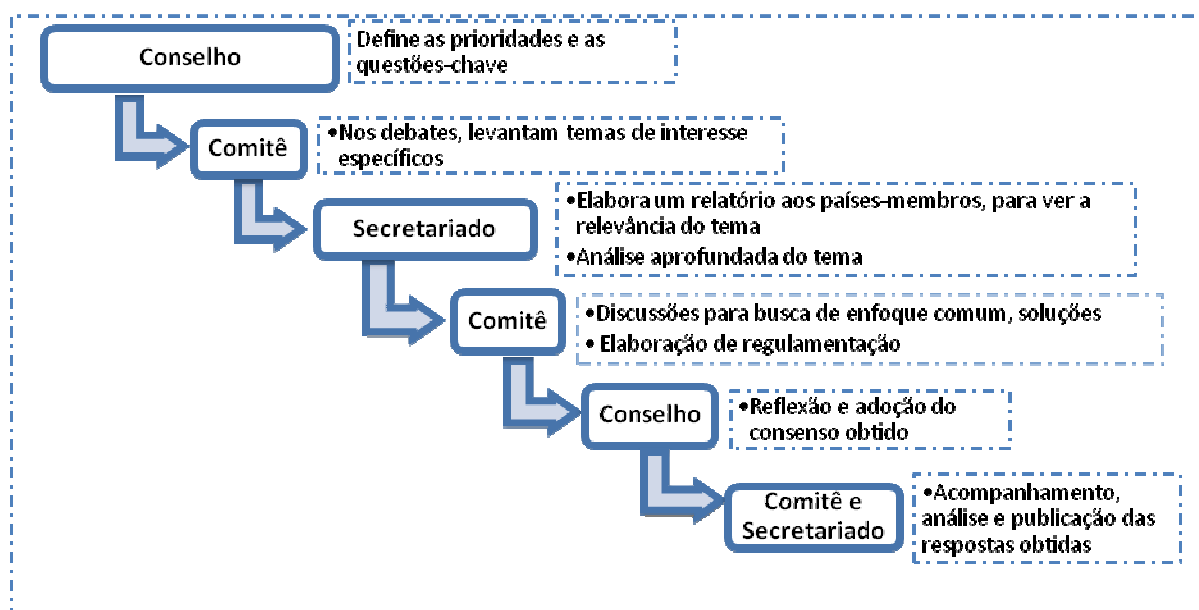 Conselho
Define as prioridades e as
questões-chave
Comitê
•Nos debates, levantam temas de interesse
específicos
Secretariado
•Elabora um relatório aos países-membros, para ver a
relevância do tema
•Análise aprofundada do tema
Comitê
•Discussões para busca de enfoque comum, soluções
• Elaboração de regulamentação
Conselho
•Reflexão e adoção do
consenso obtido
Comitê e
Secretariado
•Acompanhamento,
análise e publicação das
respostas obtidas